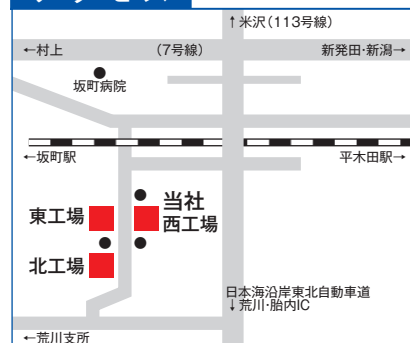 ↑米沢(113号線)
←村上
(7号線)
新発田・新潟→
坂町病院
←坂町駅
平木田駅→
当社
西工場
東工場
北工場
日本海沿岸東北自動車道
↓荒川・胎内IC
←荒川支所